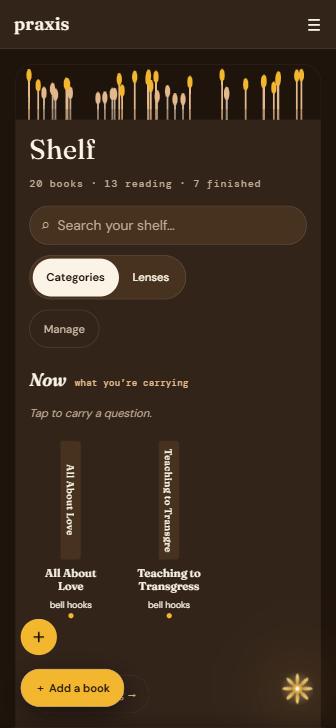 praxis
Shelf
20 books · 13 reading · 7 finished
Search your shelf...
Categories
Lenses
Manage
Now what you're carrying
Tap to carry a question.
All About Love
Teaching to Transgre
All About
Love
bell hooks
Teaching to
Transgress
bell hooks
+
+ Add a book
→